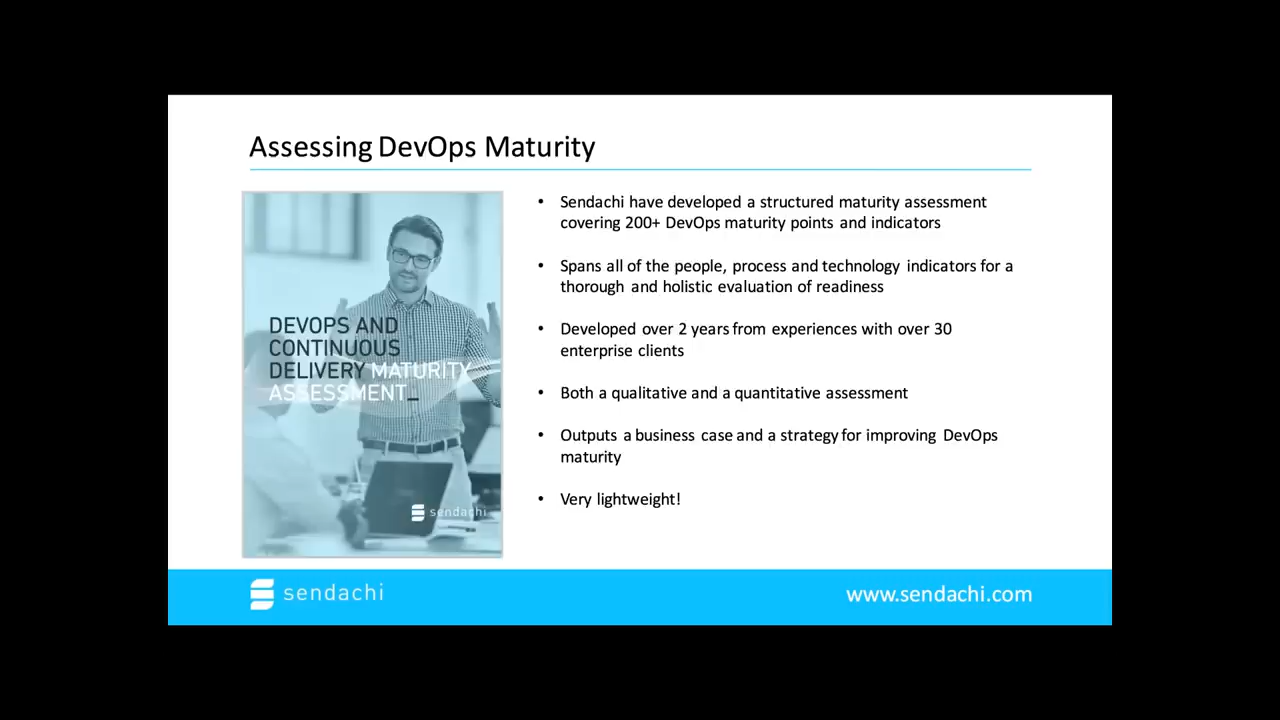 Assessing DevOps Maturity
DEVOPS AND
CONTINUOUS
DELIVERY MATURITY
ASSESSMENT_
sendachi
• Sendachi have developed a structured maturity assessment
covering 200+ DevOps maturity points and indicators
• Spans all of the people, process and technology indicators for a
thorough and holistic evaluation of readiness
• Developed over 2 years from experiences with over 30
enterprise clients
• Both a qualitative and a quantitative assessment
• Outputs a business case and a strategy for improving DevOps
maturity
• Very lightweight!
sendachi
www.sendachi.com